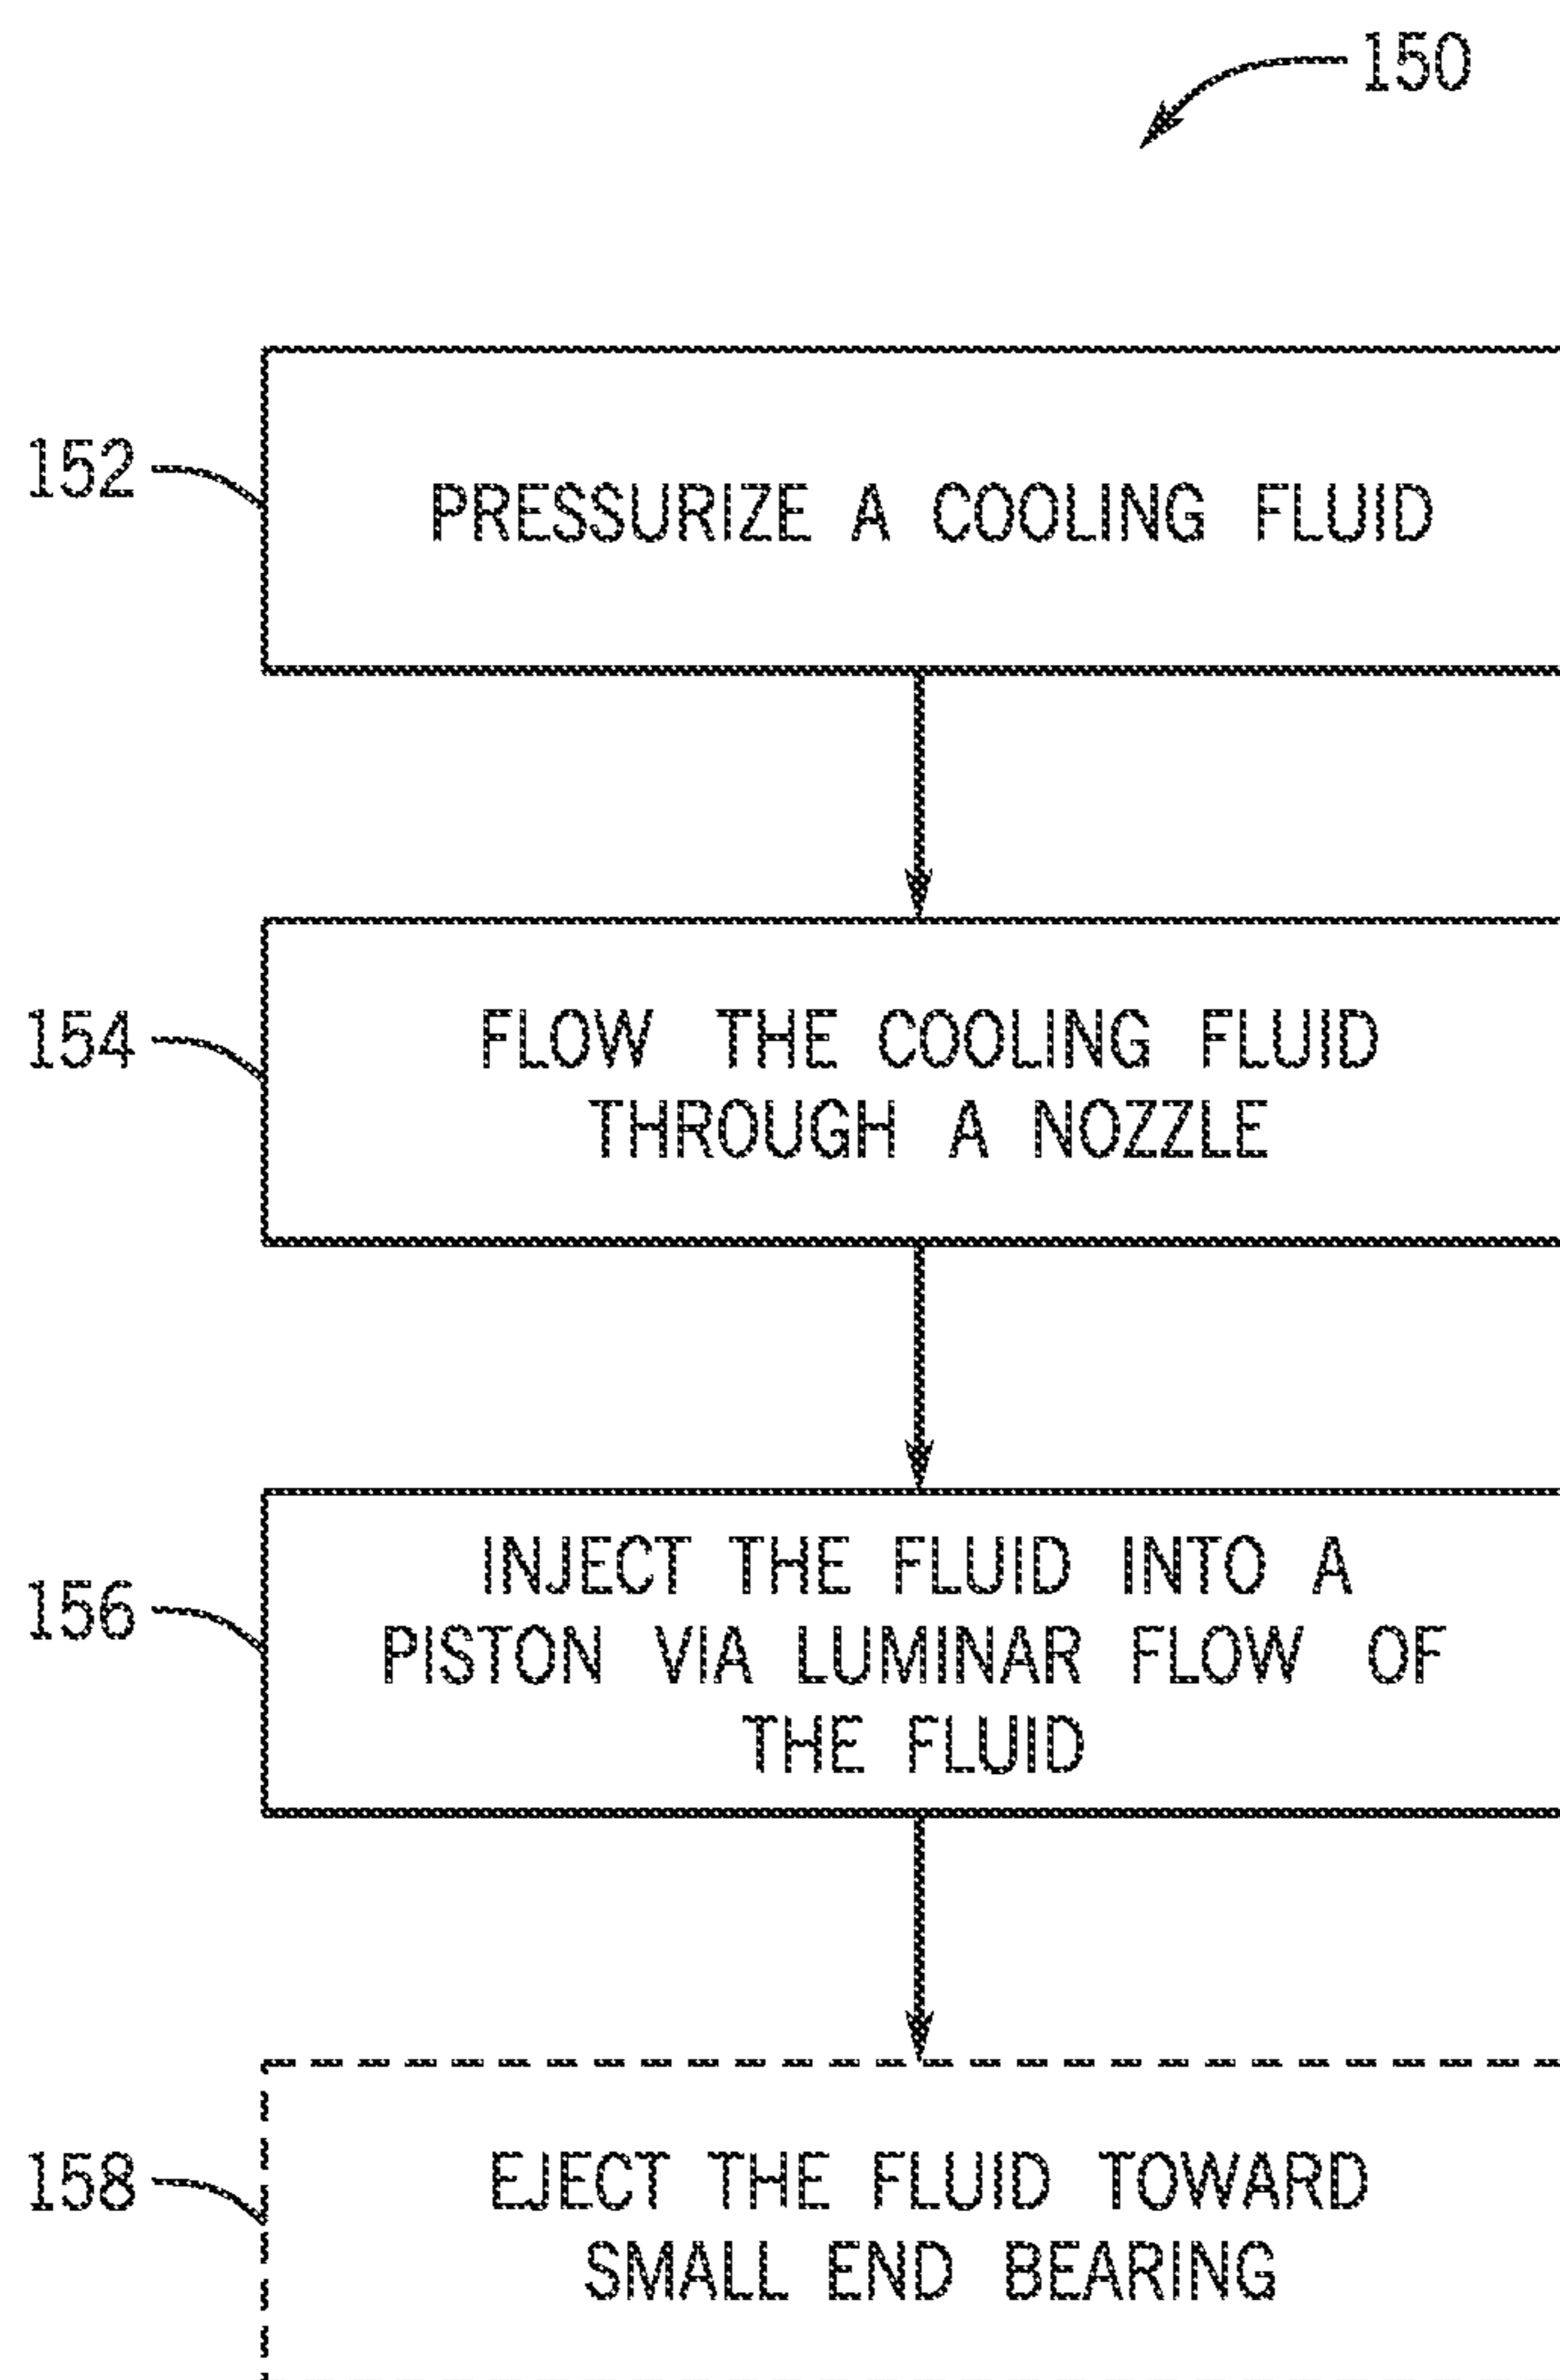 150
152
PRESSURIZE A COOLING FLUID
154
FLOW THE COOLING FLUID
THROUGH A NOZZLE
156
INJECT THE FLUID INTO A
PISTON VIA LUMINAR FLOW OF
THE FLUID
158
EJECT THE FLUID TOWARD
SMALL END BEARING